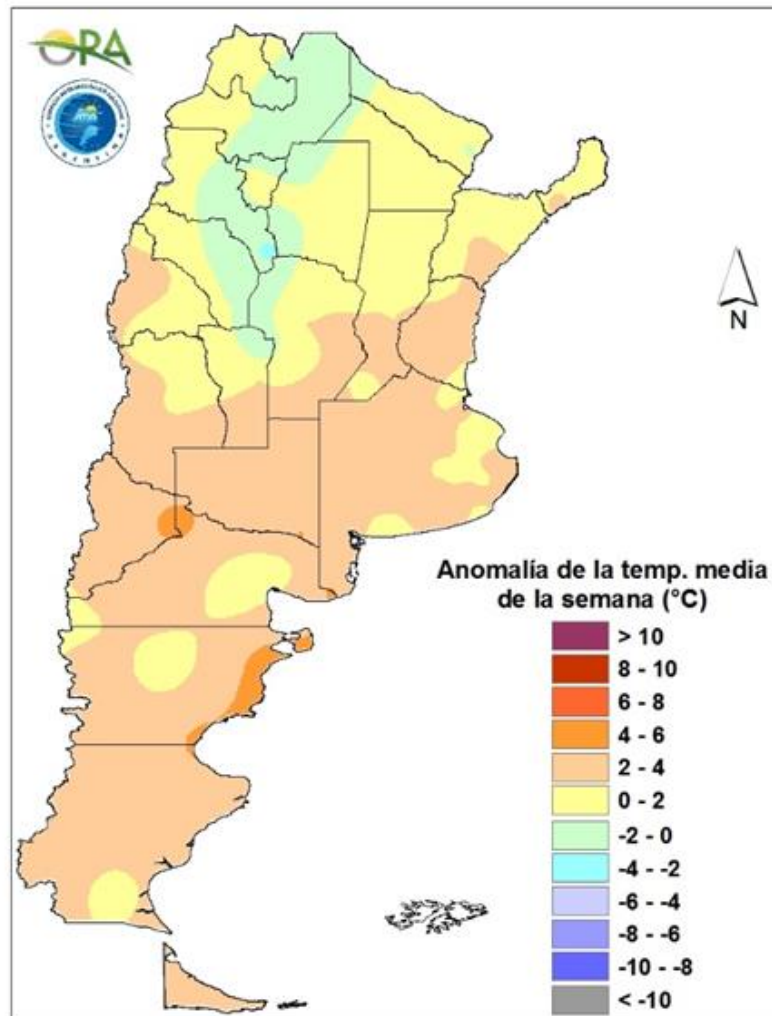 ORA
N
Anomalía de la temp. media
de la semana (°C)
> 10
8 - 10
6 - 8
4 - 6
2 - 4
0 - 2
-2 - 0
-4 - -2
-6 - -4
-8 - -6
-10 - -8
< -10